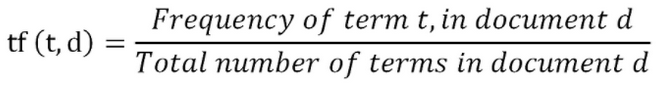 tf (t,d) = Frequency of term t, in document d
Total number of terms in document d